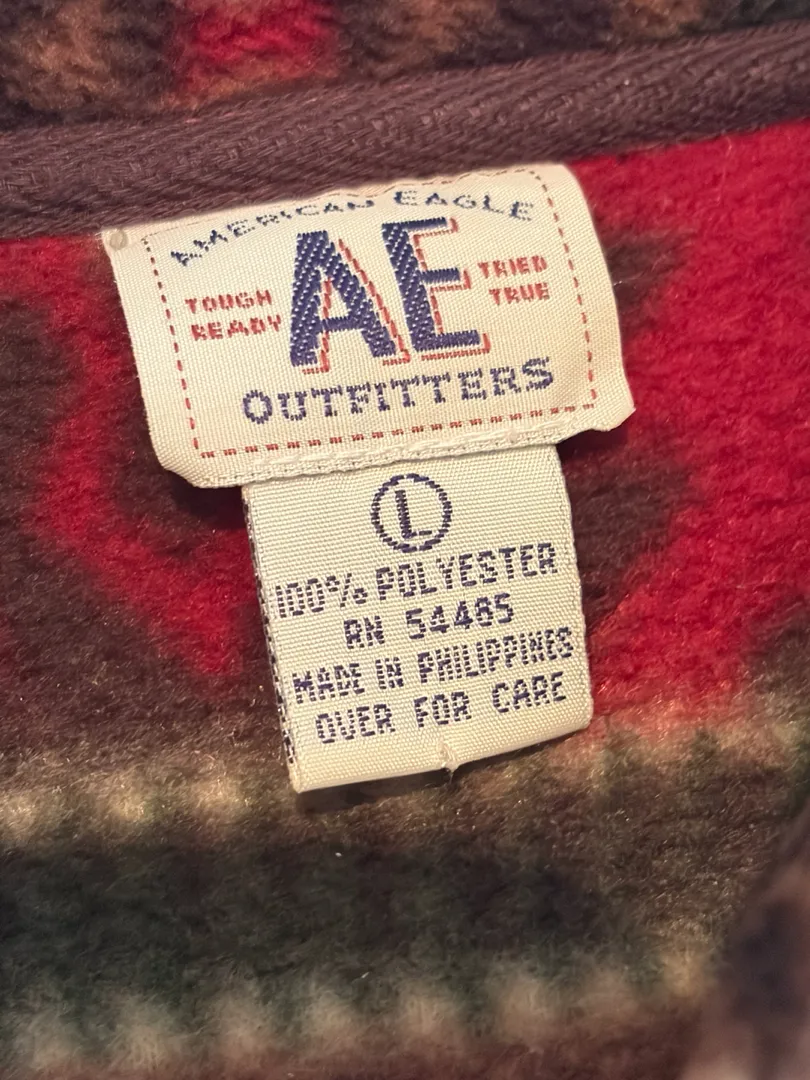 AMERICAN EAGLE
AE
TOUGH
READY
TRIED
TRUE
OUTFITTERS
L
100% POLYESTER
RN 54485
MADE IN PHILIPPINES
OVER FOR CARE